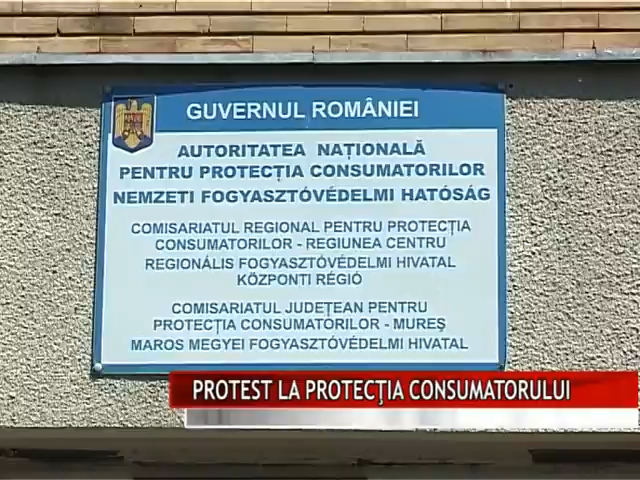 GUVERNUL ROMÂNIEI
AUTORITATEA NAȚIONALĂ
PENTRU PROTECȚIA CONSUMATORILOR
NEMZETI FOGYASZTÓVÉDELMI HATÓSÁG
COMISARIATUL REGIONAL PENTRU PROTECȚIA
CONSUMATORILOR - REGIUNEA CENTRU
REGIONÁLIS FOGYASZTÓVÉDELMI HIVATAL
KÖZPONTI RÉGIÓ
COMISARIATUL JUDEȚEAN PENTRU
PROTECȚIA CONSUMATORILOR - MUREȘ
MAROS MEGYEI FOGYASZTÓVÉDELMI HIVATAL
PROTEST LA PROTECŢIA CONSUMATORULUI